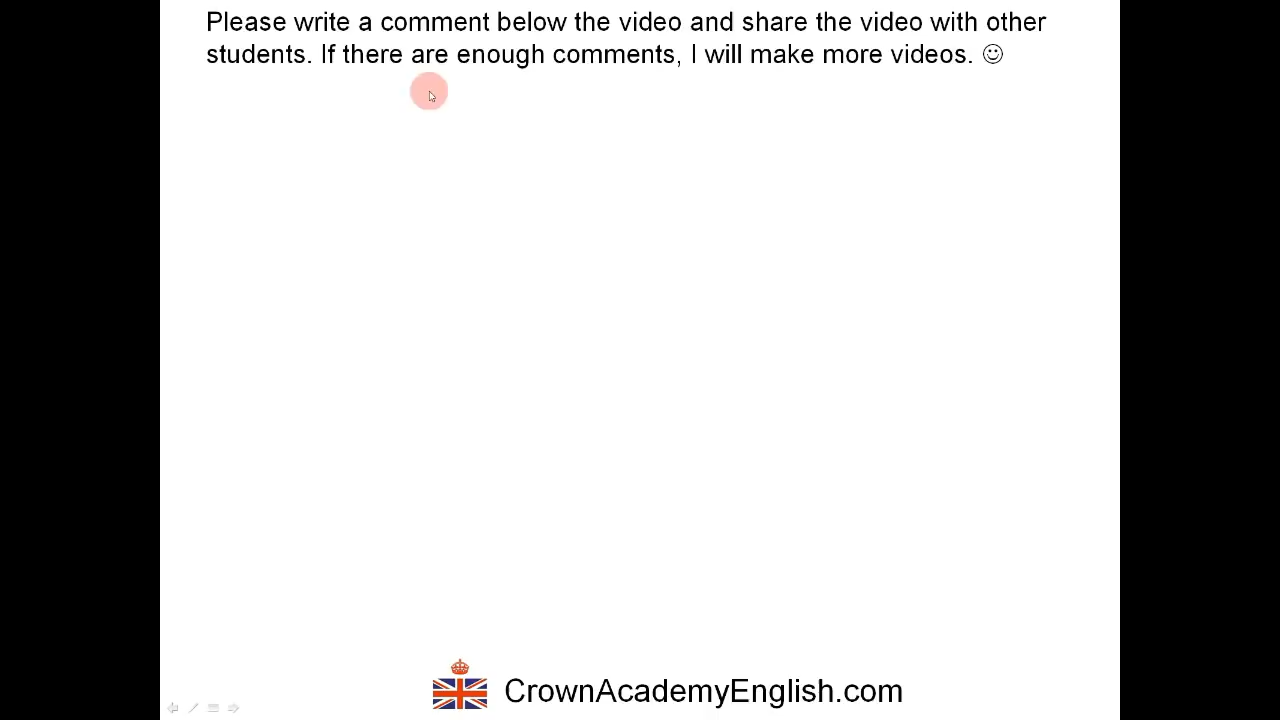 Please write a comment below the video and share the video with other
students. If there are enough comments, I will make more videos. ☺
CrownAcademyEnglish.com